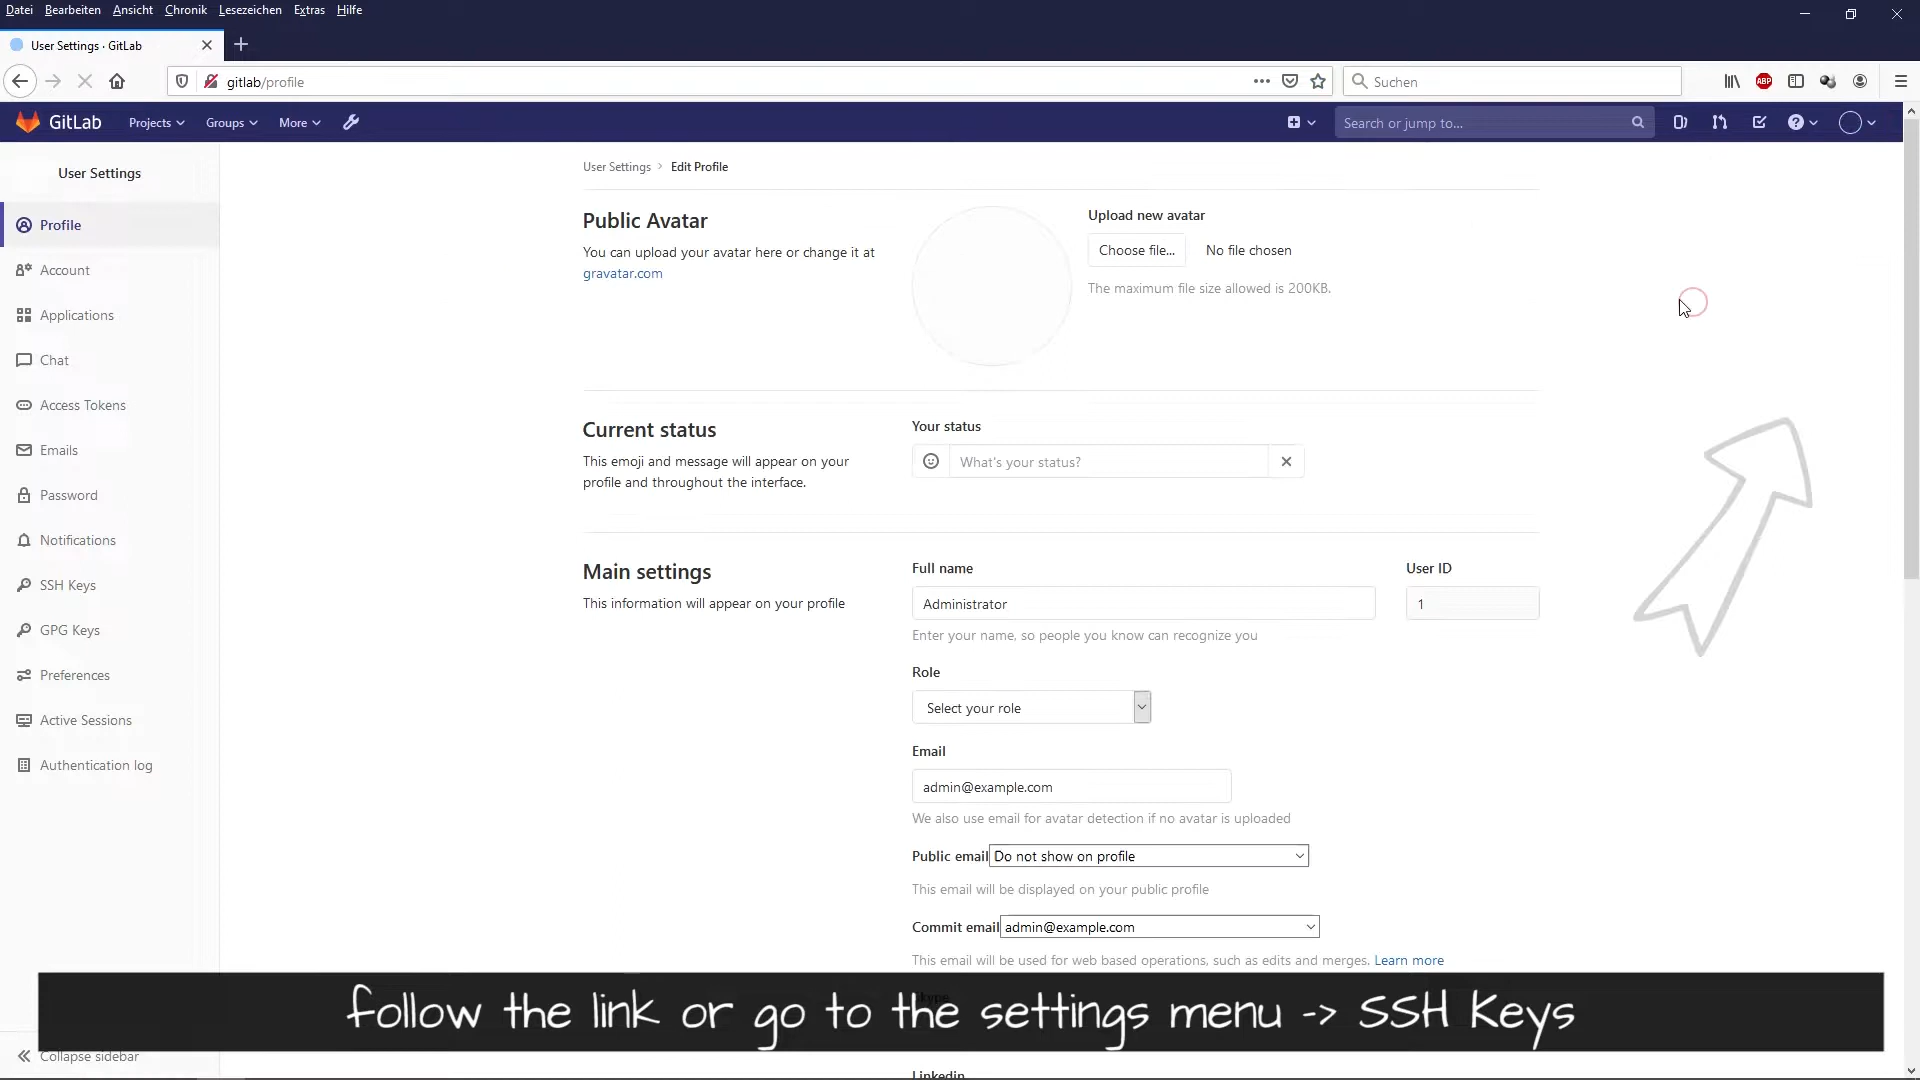 Datei Bearbeiten Ansicht Chronik Lesezeichen Extras Hilfe
User Settings · GitLab
gitlab/profile
Suchen
ABP
GitLab Projects Groups More
Search or jump to...
User Settings
Profile
Account
Applications
Chat
Access Tokens
Emails
Password
Notifications
SSH Keys
GPG Keys
Preferences
Active Sessions
Authentication log
Collapse sidebar
User Settings > Edit Profile
Public Avatar
You can upload your avatar here or change it at
gravatar.com
Upload new avatar
Choose file... No file chosen
The maximum file size allowed is 200KB.
Current status
This emoji and message will appear on your
profile and throughout the interface.
Your status
What's your status?
Main settings
This information will appear on your profile
Full name
Administrator
Enter your name, so people you know can recognize you
User ID
1
Role
Select your role
Email
admin@example.com
We also use email for avatar detection if no avatar is uploaded
Public email Do not show on profile
This email will be displayed on your public profile
Commit email admin@example.com
This email will be used for web based operations, such as edits and merges. Learn more
follow the link or go to the settings menu -> SSH Keys
Linkedin